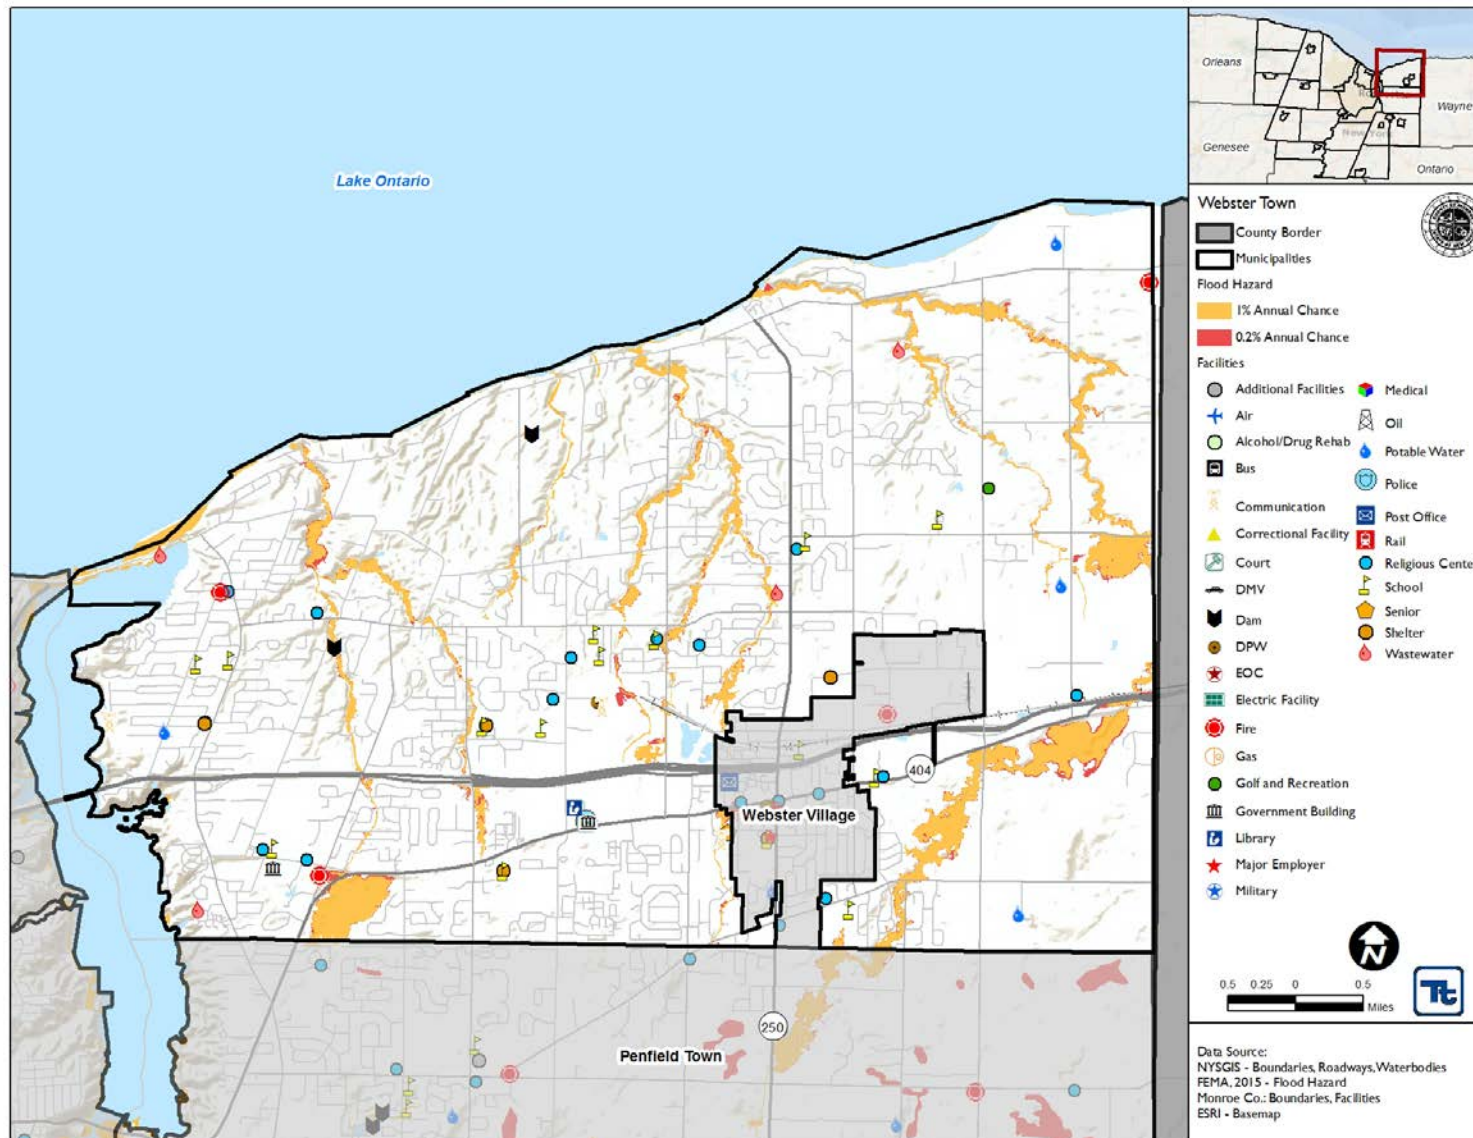 Lake Ontario
404
Webster Village
250
Penfield Town
Orleans
Wayne
Genesee
Ontario
Webster Town
County Border
Municipalities
Flood Hazard
1% Annual Chance
0.2% Annual Chance
Facilities
Additional Facilities
Air
Alcohol/Drug Rehab
Bus
Communication
Correctional Facility
Court
DMV
Dam
DPW
EOC
Electric Facility
Fire
Gas
Golf and Recreation
Government Building
Library
Major Employer
Military
Medical
Oil
Potable Water
Police
Post Office
Rail
Religious Cente
School
Senior
Shelter
Wastewater
N
0.5 0.25 0 0.5
Miles
Tt
Data Source:
NYSGIS - Boundaries, Roadways, Waterbodies
FEMA, 2015 - Flood Hazard
Monroe Co.: Boundaries, Facilities
ESRI - Basemap